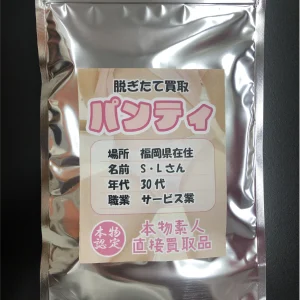 脱ぎたて買取
パンティ
場所 福岡県在住
名前 S・Lさん
年代 30代
職業 サービス業
本物
認定
本物素人
直接買取品